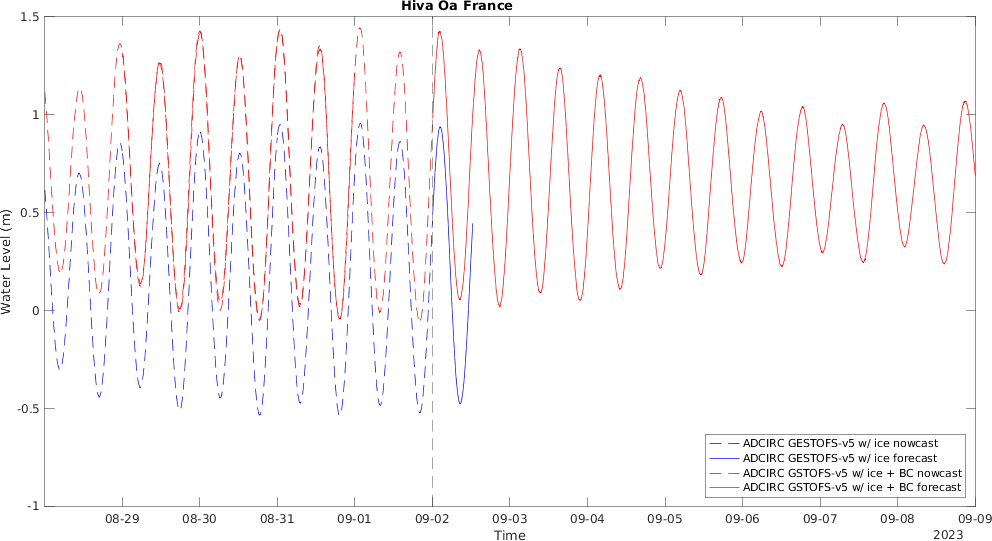 Hiva Oa France
1.5
1
0.5
0
-0.5
-1
Water Level (m)
ADCIRC GESTOFS-v5 w/ ice nowcast
ADCIRC GESTOFS-v5 w/ ice forecast
ADCIRC GSTOFS-v5 w/ ice + BC nowcast
ADCIRC GSTOFS-v5 w/ ice + BC forecast
08-29 08-30 08-31 09-01 09-02 09-03 09-04 09-05 09-06 09-07 09-08 09-09
Time
2023